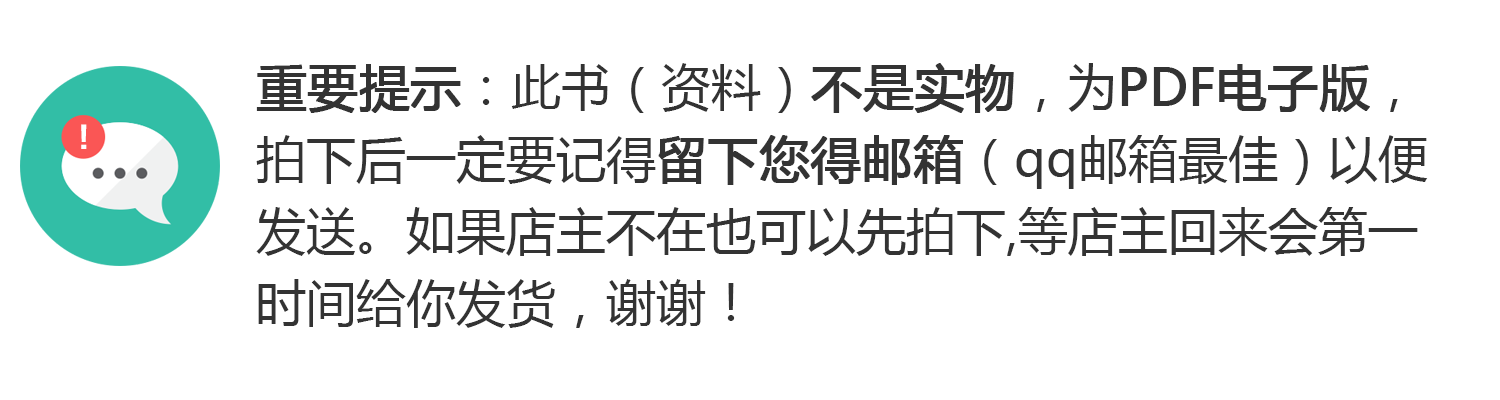 重要提示：此书（资料）不是实物，为PDF电子版，
拍下后一定要记得留下您得邮箱（qq邮箱最佳）以便
发送。如果店主不在也可以先拍下,等店主回来会第一
时间给你发货，谢谢！